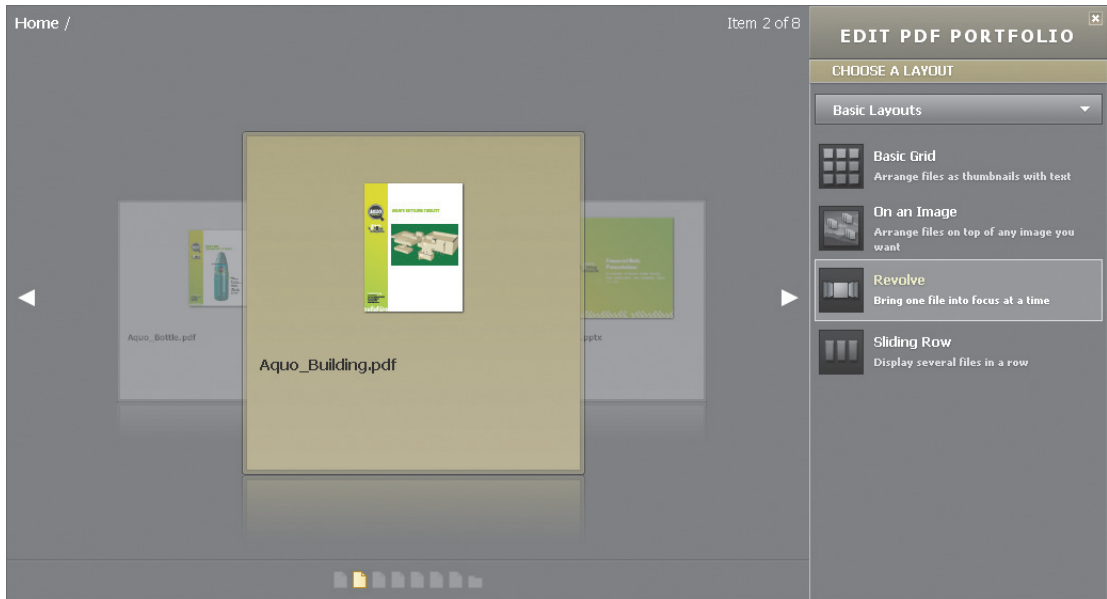 Home /
Item 2 of 8
Aquo_Bottle.pdf
Aquo_Building.pdf
.pptx
EDIT PDF PORTFOLIO
CHOOSE A LAYOUT
Basic Layouts
Basic Grid
Arrange files as thumbnails with text
On an Image
Arrange files on top of any image you
want
Revolve
Bring one file into focus at a time
Sliding Row
Display several files in a row